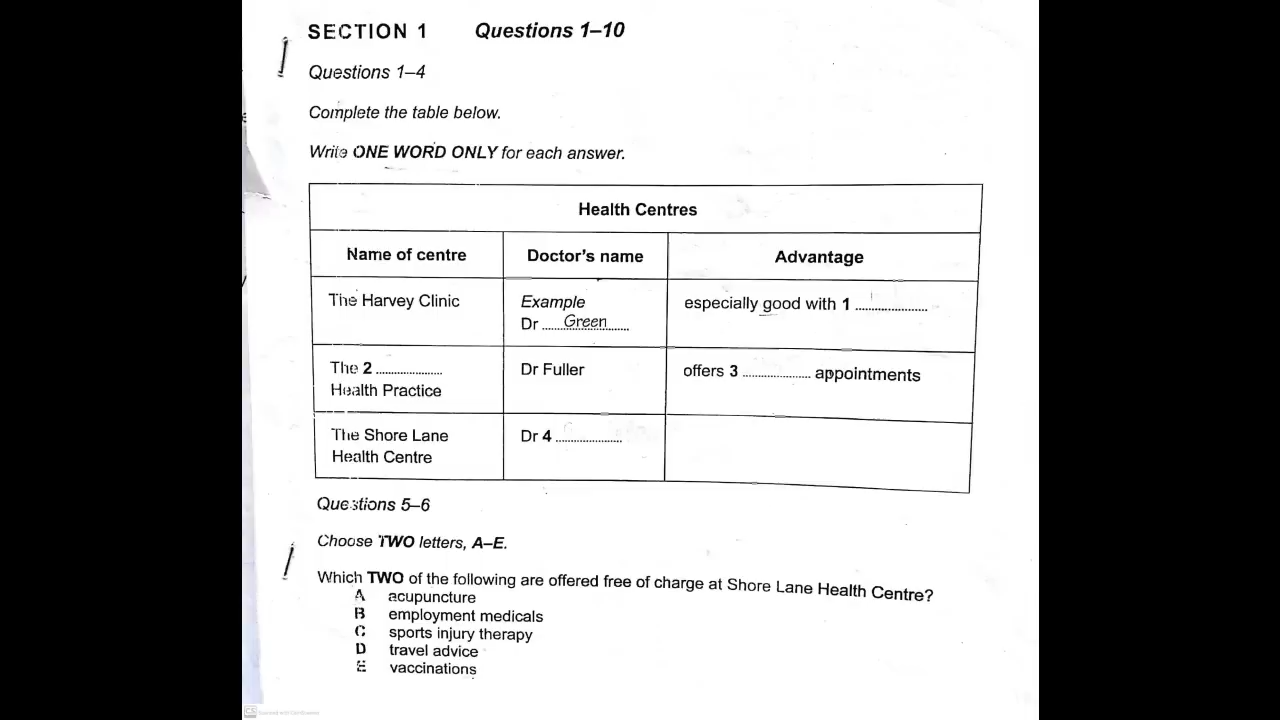 SECTION 1 Questions 1–10
Questions 1–4
Complete the table below.
Write ONE WORD ONLY for each answer.
Health Centres
Name of centre Doctor's name Advantage
The Harvey Clinic Example especially good with 1 ......................
Dr ......Green......
The 2 .................... Dr Fuller offers 3 .................... appointments
Health Practice
The Shore Lane Dr 4 ....................
Health Centre
Questions 5–6
Choose TWO letters, A–E.
Which TWO of the following are offered free of charge at Shore Lane Health Centre?
A acupuncture
B employment medicals
C sports injury therapy
D travel advice
E vaccinations
CS Scanned with CamScanner